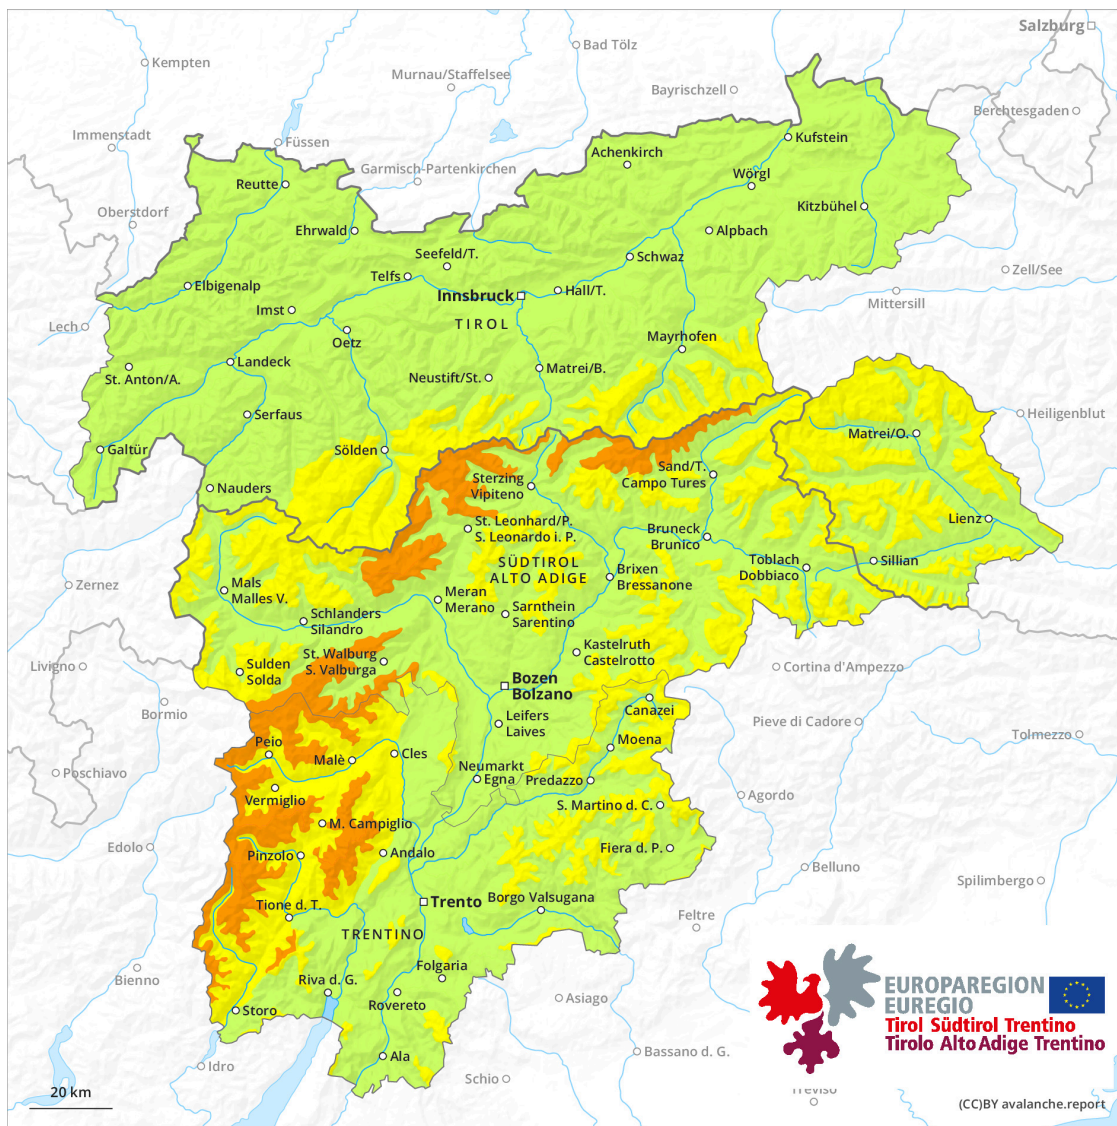 Salzburg
Bad Tölz
Kempten
Murnau/Staffelsee
Bayrischzell
Berchtesgaden
Immenstadt
Füssen
Kufstein
Achenkirch
Garmisch-Partenkirchen
Wörgl
Reutte
Kitzbühel
Oberstdorf
Ehrwald
Alpbach
Seefeld/T.
Schwaz
Zell/See
Telfs
Elbigenalp
Hall/T.
Innsbruck
Mittersill
Imst
TIROL
Lech
Oetz
Mayrhofen
Landeck
Matrei/B.
St. Anton/A.
Neustift/St.
Serfaus
Heiligenblut
Matrei/O.
Galtür
Sölden
Sand/T.
Campo Tures
Sterzing
Vipiteno
Nauders
Lienz
St. Leonhard/P.
S. Leonardo i. P.
Bruneck
Brunico
SÜDTIROL
ALTO ADIGE
Toblach
Dobbiaco
Sillian
Brixen
Bressanone
Zernez
Mals
Malles V.
Meran
Merano
Schlanders
Silandro
Sarnthein
Sarentino
Kastelruth
Castelrotto
St. Walburg
S. Valburga
Livigno
Sulden
Solda
Cortina d'Ampezzo
Bozen
Bolzano
Bormio
Canazei
Leifers
Laives
Pieve di Cadore
Tolmezzo
Moena
Peio
Cles
Malè
Neumarkt
Egna
Poschiavo
Predazzo
Vermiglio
Agordo
S. Martino d. C.
M. Campiglio
Edolo
Fiera d. P.
Pinzolo
Andalo
Belluno
Spilimbergo
Borgo Valsugana
Trento
Tione d. T.
Feltre
TRENTINO
Folgaria
Bienno
Riva d. G.
EUROPAREGION
EUREGIO
Tirol Südtirol Trentino
Tirolo Alto Adige Trentino
Asiago
Rovereto
Storo
Ala
Bassano d. G.
Idro
Schio
Treviso
20 km
(CC)BY avalanche.report